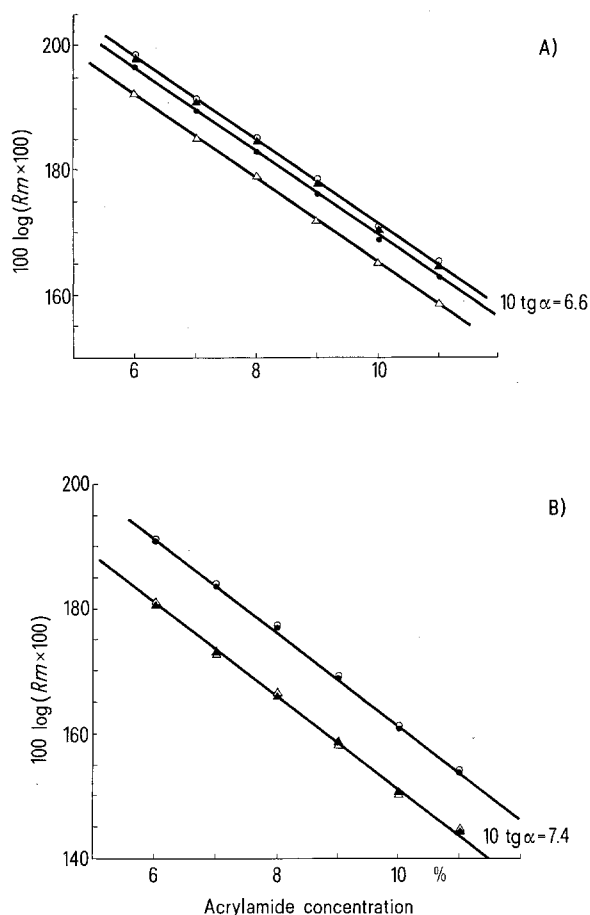 A)
200
180
160
100 log (Rm×100)
10 tg α=6.6
6 8 10
B)
200
180
160
140
100 log (Rm×100)
10 tg α=7.4
6 8 10 %
Acrylamide concentration